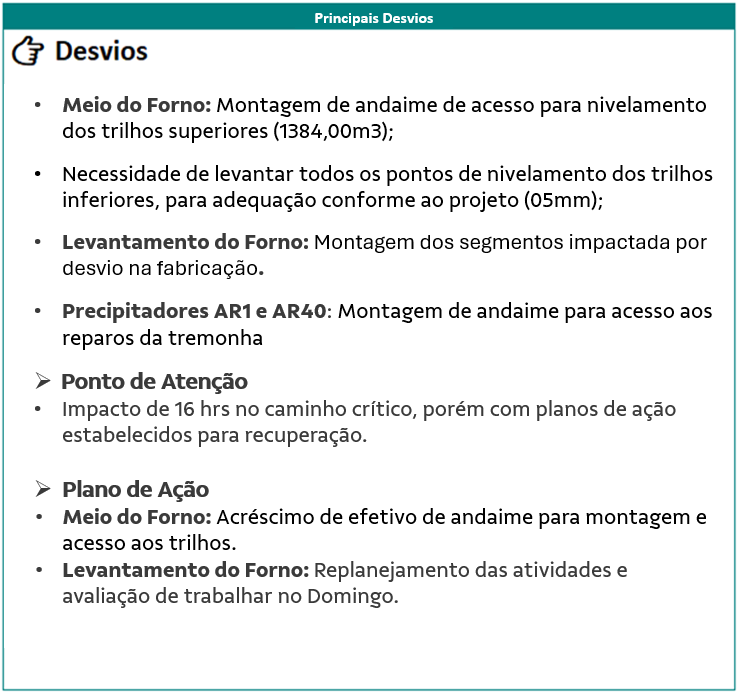 Principais Desvios
Desvios
• Meio do Forno: Montagem de andaime de acesso para nivelamento
dos trilhos superiores (1384,00m3);
• Necessidade de levantar todos os pontos de nivelamento dos trilhos
inferiores, para adequação conforme ao projeto (05mm);
• Levantamento do Forno: Montagem dos segmentos impactada por
desvio na fabricação.
• Precipitadores AR1 e AR40: Montagem de andaime para acesso aos
reparos da tremonha
➢ Ponto de Atenção
• Impacto de 16 hrs no caminho crítico, porém com planos de ação
estabelecidos para recuperação.
➢ Plano de Ação
• Meio do Forno: Acréscimo de efetivo de andaime para montagem e
acesso aos trilhos.
• Levantamento do Forno: Replanejamento das atividades e
avaliação de trabalhar no Domingo.